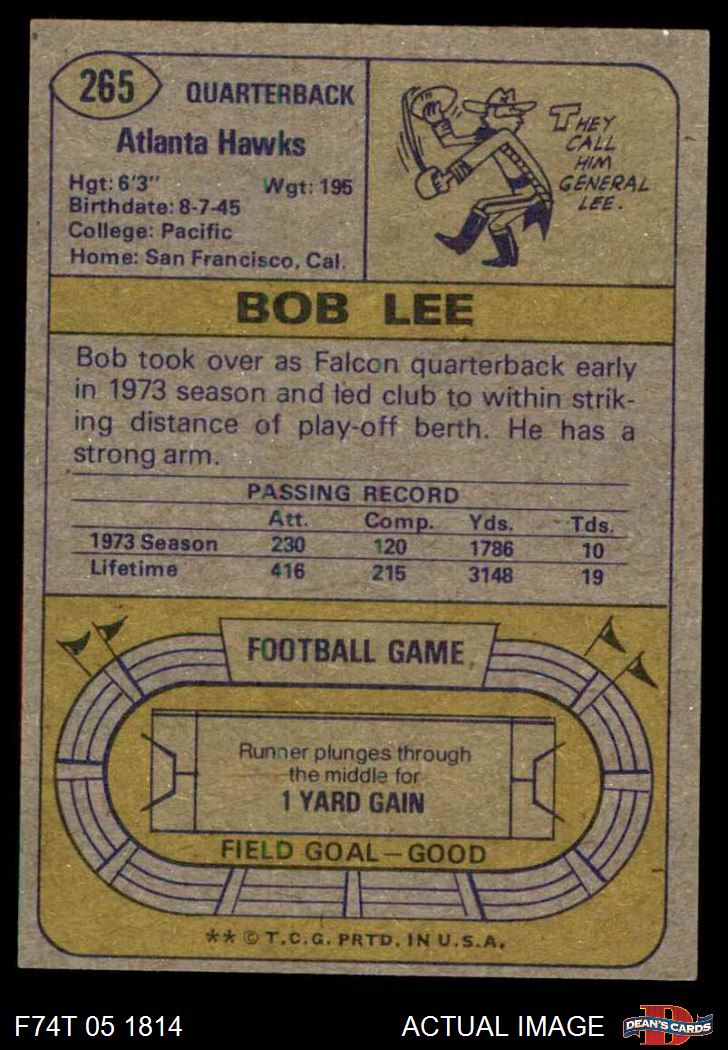 265
QUARTERBACK
Atlanta Hawks
Hgt: 6'3" Wgt: 195
Birthdate: 8-7-45
College: Pacific
Home: San Francisco, Cal.
THEY
CALL
HIM
GENERAL
LEE.
BOB LEE
Bob took over as Falcon quarterback early
in 1973 season and led club to within strik-
ing distance of play-off berth. He has a
strong arm.
PASSING RECORD
Att. Comp. Yds. Tds.
1973 Season 230 120 1786 10
Lifetime 416 215 3148 19
FOOTBALL GAME
Runner plunges through
the middle for
1 YARD GAIN
FIELD GOAL—GOOD
** © T.C.G. PRTD. IN U.S.A.
F74T 05 1814 ACTUAL IMAGE
D
DEAN'S CARDS